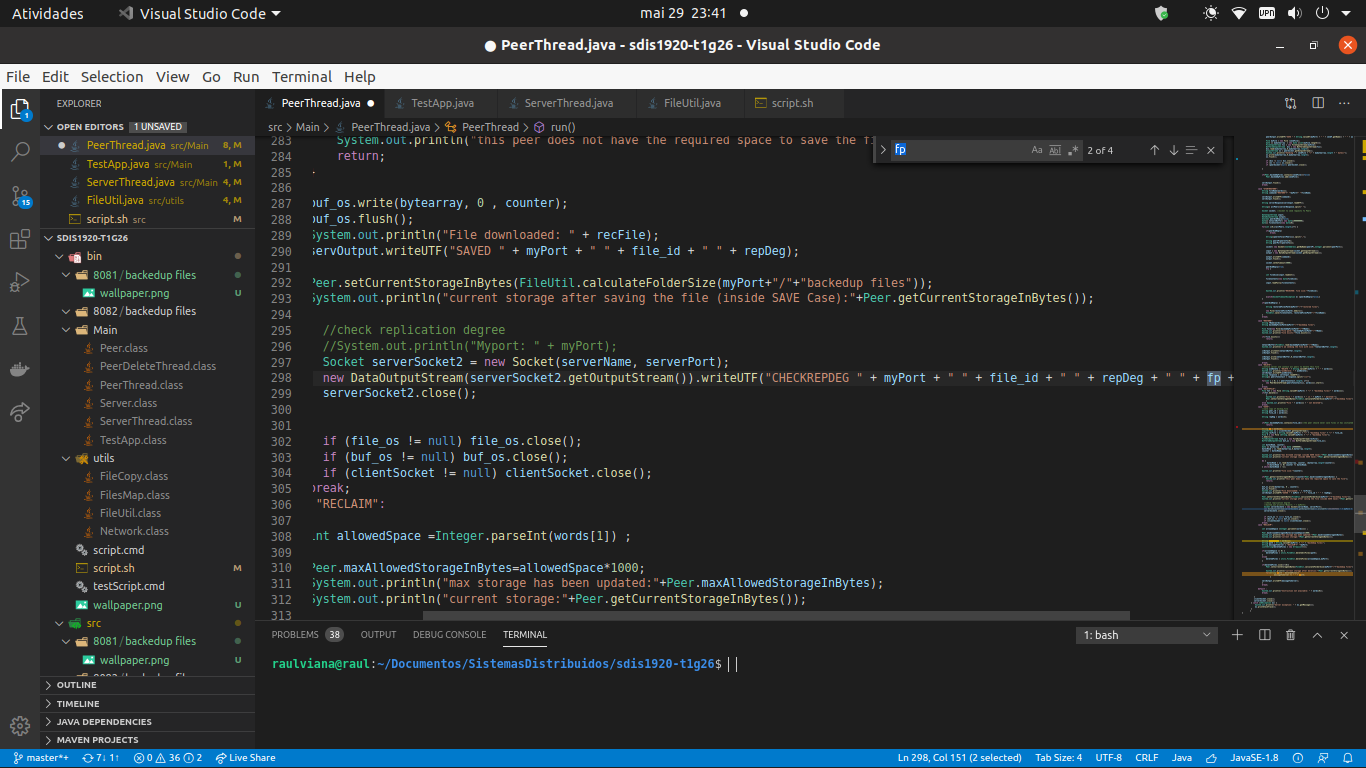 Atividades
Visual Studio Code
mai 29 23:41
VPN
PeerThread.java - sdis1920-t1g26 - Visual Studio Code
File Edit Selection View Go Run Terminal Help
EXPLORER
OPEN EDITORS 1 UNSAVED
PeerThread.java src/Main 8, M
TestApp.java src/Main 1, M
ServerThread.java src/Main 4, M
FileUtil.java src/utils 4, M
script.sh src M
SDIS1920-T1G26
bin
8081 / backedup files
wallpaper.png U
8082 / backedup files
Main
Peer.class
PeerDeleteThread.class
PeerThread.class
Server.class
ServerThread.class
TestApp.class
utils
FileCopy.class
FilesMap.class
FileUtil.class
Network.class
script.cmd
script.sh M
testScript.cmd
wallpaper.png U
src
8081 / backedup files
wallpaper.png U
OUTLINE
TIMELINE
JAVA DEPENDENCIES
MAVEN PROJECTS
1
15
PeerThread.java TestApp.java ServerThread.java FileUtil.java script.sh
src > Main > PeerThread.java > PeerThread > run()
fp Aa Abl .* 2 of 4
283 System.out.println("this peer does not have the required space to save the fi
284 return;
285
286
287 buf_os.write(bytearray, 0 , counter);
288 buf_os.flush();
289 System.out.println("File downloaded: " + recFile);
290 servOutput.writeUTF("SAVED " + myPort + " " + file_id + " " + repDeg);
291
292 Peer.setCurrentStorageInBytes(FileUtil.calculateFolderSize(myPort+"/"+"backedup files"));
293 System.out.println("current storage after saving the file (inside SAVE Case):"+Peer.getCurrentStorageInBytes());
294
295 //check replication degree
296 //System.out.println("Myport: " + myPort);
297 Socket serverSocket2 = new Socket(serverName, serverPort);
298 new DataOutputStream(serverSocket2.getOutputStream()).writeUTF("CHECKREPDEG " + myPort + " " + file_id + " " + repDeg + " " + fp +
299 serverSocket2.close();
300
301
302 if (file_os != null) file_os.close();
303 if (buf_os != null) buf_os.close();
304 if (clientSocket != null) clientSocket.close();
305 break;
306 "RECLAIM":
307
308 int allowedSpace =Integer.parseInt(words[1]) ;
309
310 Peer.maxAllowedStorageInBytes=allowedSpace*1000;
311 System.out.println("max storage has been updated:"+Peer.maxAllowedStorageInBytes);
312 System.out.println("current storage:"+Peer.getCurrentStorageInBytes());
313
PROBLEMS 38 OUTPUT DEBUG CONSOLE TERMINAL 1: bash
raulviana@raul:~/Documentos/SistemasDistribuidos/sdis1920-t1g26$
master*+ 7↓ 1↑ 0 36 2 Live Share Ln 298, Col 151 (2 selected) Tab Size: 4 UTF-8 CRLF Java JavaSE-1.8